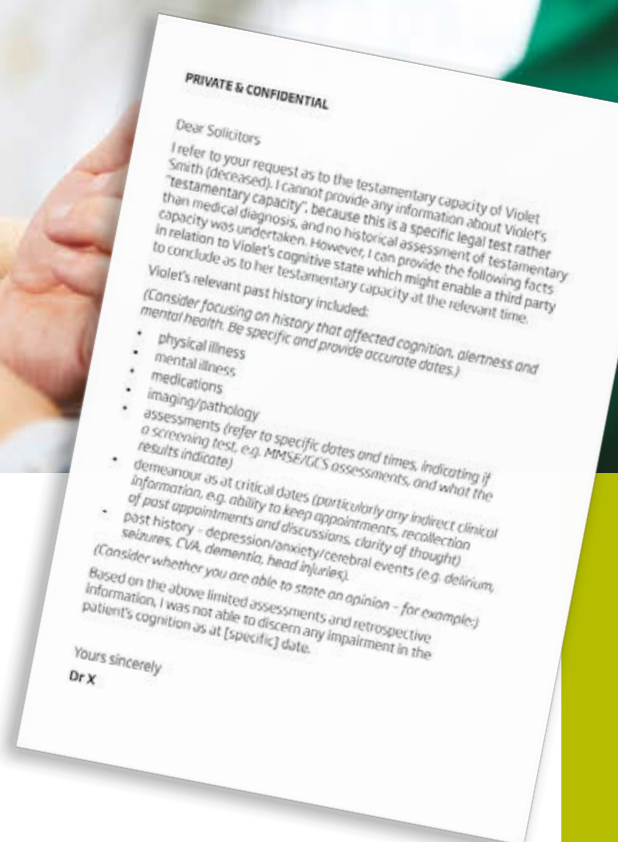 PRIVATE & CONFIDENTIAL
Dear Solicitors
I refer to your request as to the testamentary capacity of Violet
Smith (deceased). I cannot provide any information about Violet's
"testamentary capacity", because this is a specific legal test rather
than medical diagnosis, and no historical assessment of testamentary
capacity was undertaken. However, I can provide the following facts
in relation to Violet's cognitive state which might enable a third party
to conclude as to her testamentary capacity at the relevant time.
Violet's relevant past history included:
(Consider focusing on history that affected cognition, alertness and
mental health. Be specific and provide accurate dates.)
• physical illness
• mental illness
• medications
• imaging/pathology
• assessments (refer to specific dates and times, indicating if
a screening test, e.g. MMSE/GCS assessments, and what the
results indicate)
• demeanour as at critical dates (particularly any indirect clinical
information, e.g. ability to keep appointments, recollection
of past appointments and discussions, clarity of thought)
• past history – depression/anxiety/cerebral events (e.g. delirium,
seizures, CVA, dementia, head injuries).
(Consider whether you are able to state an opinion – for example:)
Based on the above limited assessments and retrospective
information, I was not able to discern any impairment in the
patient's cognition as at [specific] date.
Yours sincerely
Dr X